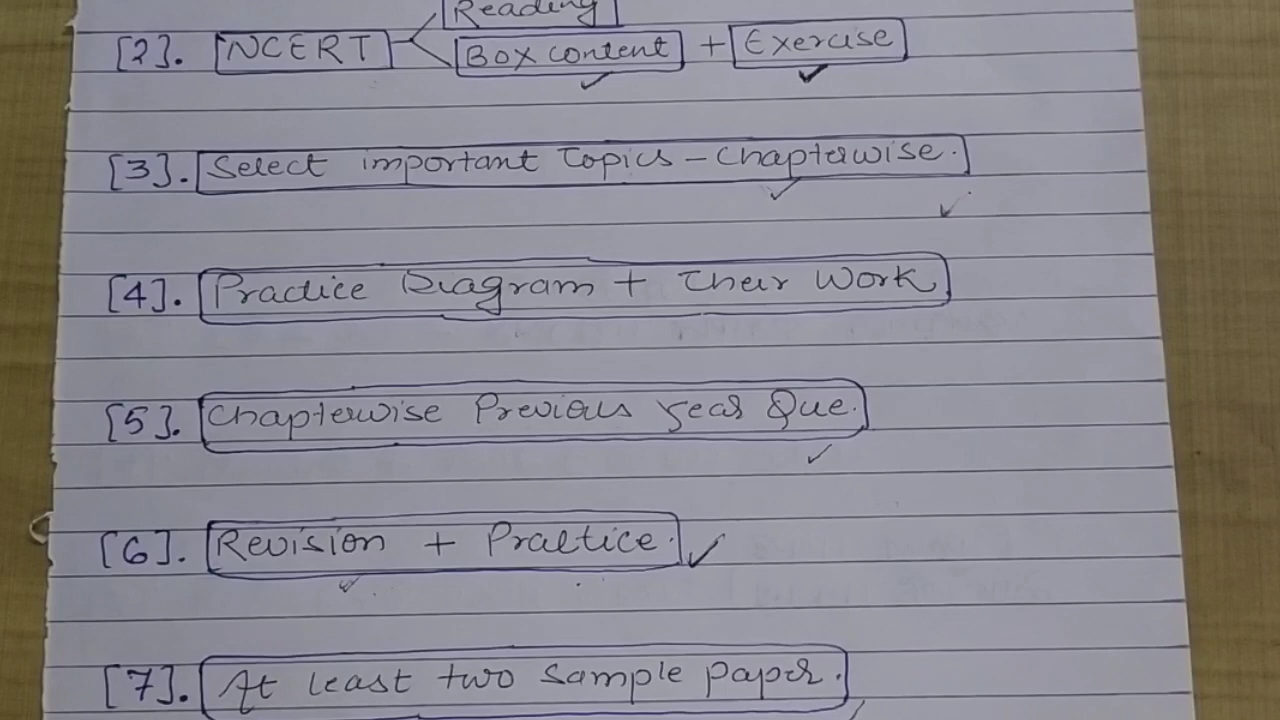 Reading
[2]. NCERT Box content + Exercise
[3]. Select important Topics - Chapterwise.
[4]. Practice Diagram + Their Work
[5]. Chapterwise Previous year Que.
[6]. Revision + Practice.
[7]. At least two sample paper.